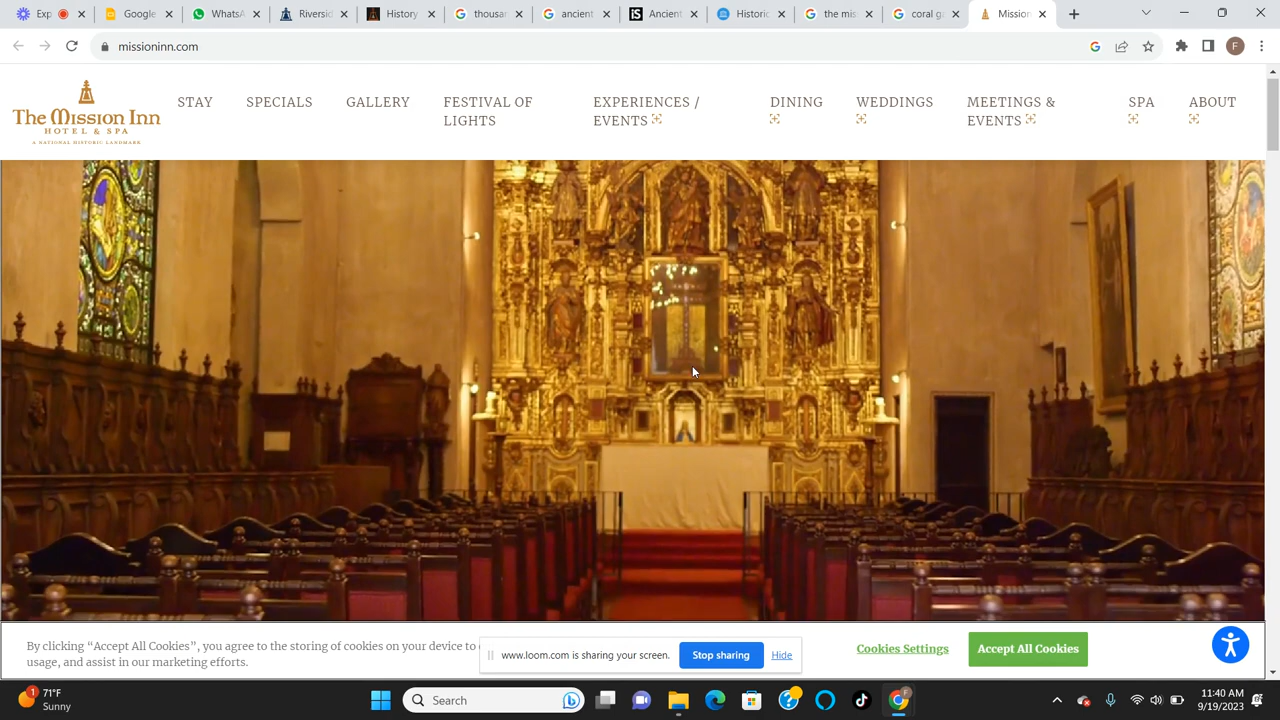 Exp
Google
WhatsA
Riversid
History
thousar
ancient
Ancient
Historic
the mis
coral ga
Mission
missioninn.com
F
The Mission Inn
HOTEL & SPA
A NATIONAL HISTORIC LANDMARK
STAY
SPECIALS
GALLERY
FESTIVAL OF
LIGHTS
EXPERIENCES /
EVENTS
DINING
WEDDINGS
MEETINGS &
EVENTS
SPA
ABOUT
By clicking “Accept All Cookies”, you agree to the storing of cookies on your device to
usage, and assist in our marketing efforts.
www.loom.com is sharing your screen.
Stop sharing
Hide
Cookies Settings
Accept All Cookies
1
71°F
Sunny
Search
F
11:40 AM
9/19/2023